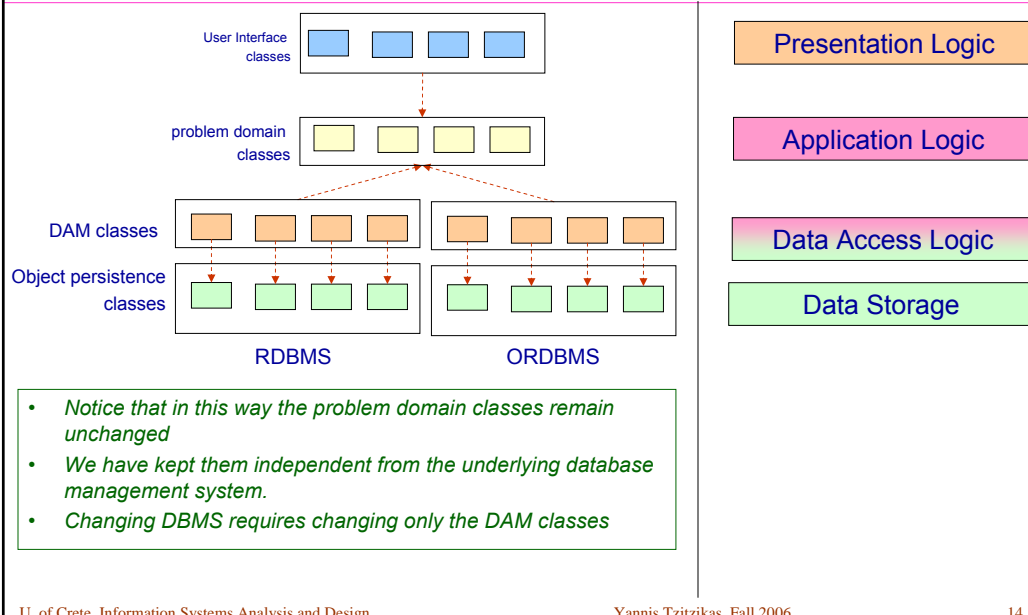 User Interface
classes
problem domain
classes
DAM classes
Object persistence
classes
RDBMS
ORDBMS
• Notice that in this way the problem domain classes remain
unchanged
• We have kept them independent from the underlying database
management system.
• Changing DBMS requires changing only the DAM classes
Presentation Logic
Application Logic
Data Access Logic
Data Storage
U. of Crete, Information Systems Analysis and Design
Yannis Tzitzikas, Fall 2006
14